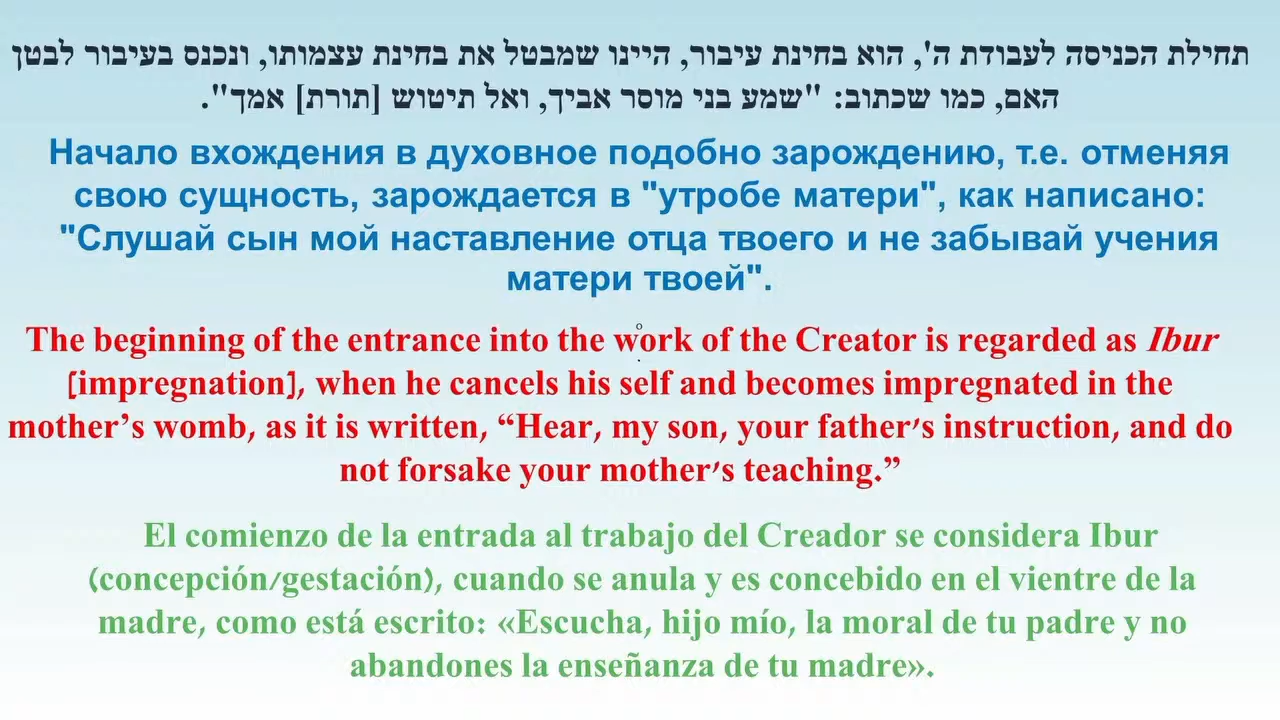 תחילת הכניסה לעבודת ה', הוא בחינת עיבור, היינו שמבטל את בחינת עצמותו, ונכנס בעיבור לבטן
האם, כמו שכתוב: "שמע בני מוסר אביך, ואל תיטוש [תורת] אמך".
Начало вхождения в духовное подобно зарождению, т.е. отменяя
свою сущность, зарождается в "утробе матери", как написано:
"Слушай сын мой наставление отца твоего и не забывай учения
матери твоей".
The beginning of the entrance into the work of the Creator is regarded as Ibur
[impregnation], when he cancels his self and becomes impregnated in the
mother’s womb, as it is written, “Hear, my son, your father’s instruction, and do
not forsake your mother’s teaching.”
El comienzo de la entrada al trabajo del Creador se considera Ibur
(concepción/gestación), cuando se anula y es concebido en el vientre de la
madre, como está escrito: «Escucha, hijo mío, la moral de tu padre y no
abandones la enseñanza de tu madre».